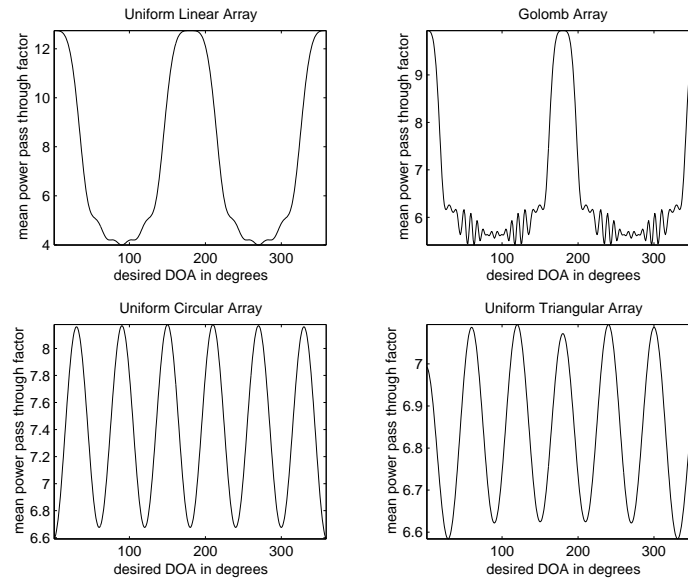 Uniform Linear Array
mean power pass through factor
12
10
8
6
4
100
200
300
desired DOA in degrees
Golomb Array
mean power pass through factor
9
8
7
6
100
200
300
desired DOA in degrees
Uniform Circular Array
mean power pass through factor
8
7.8
7.6
7.4
7.2
7
6.8
6.6
100
200
300
desired DOA in degrees
Uniform Triangular Array
mean power pass through factor
7
6.9
6.8
6.7
6.6
100
200
300
desired DOA in degrees